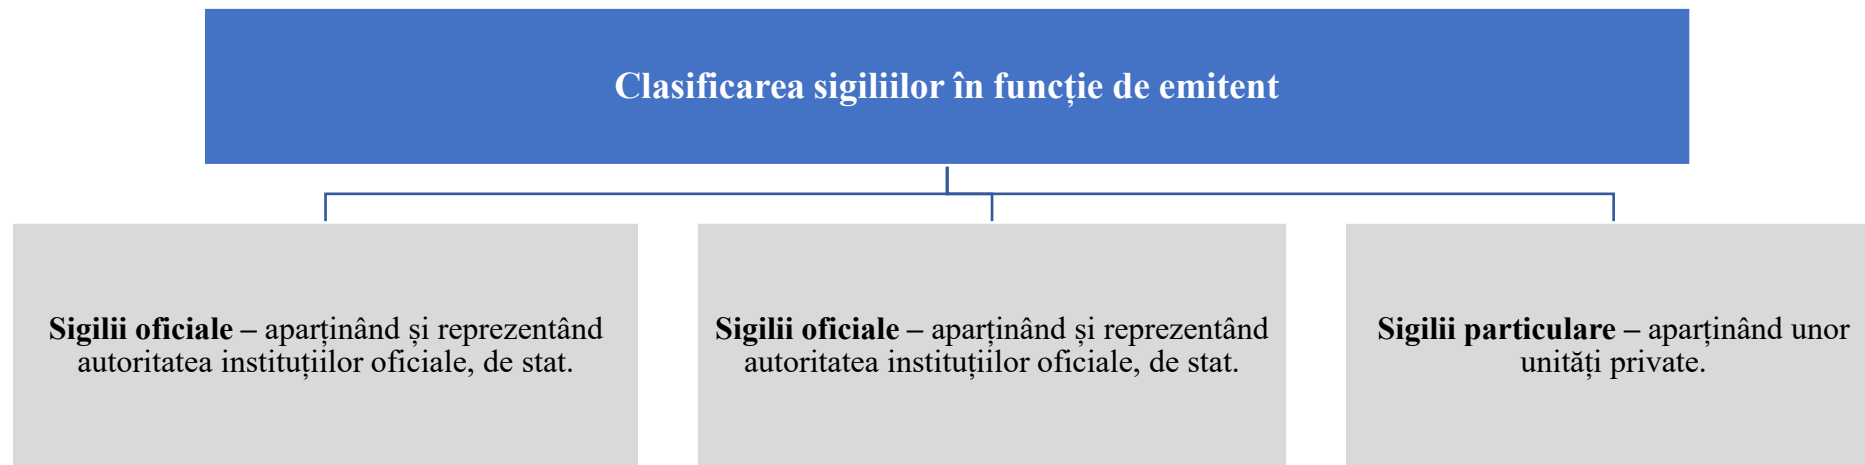 Clasificarea sigiliilor în funcție de emitent
Sigilii oficiale – aparținând și reprezentând
autoritatea instituțiilor oficiale, de stat.
Sigilii oficiale – aparținând și reprezentând
autoritatea instituțiilor oficiale, de stat.
Sigilii particulare – aparținând unor
unități private.